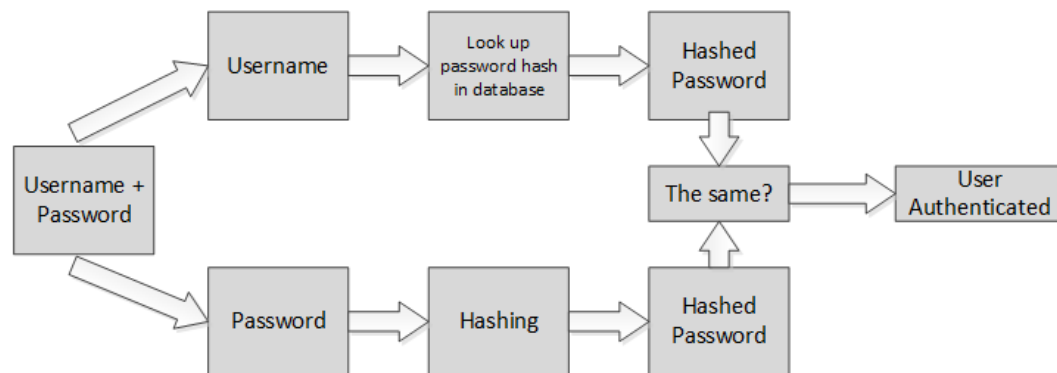 Username +
Password
Username
Look up
password hash
in database
Hashed
Password
The same?
User
Authenticated
Password
Hashing
Hashed
Password